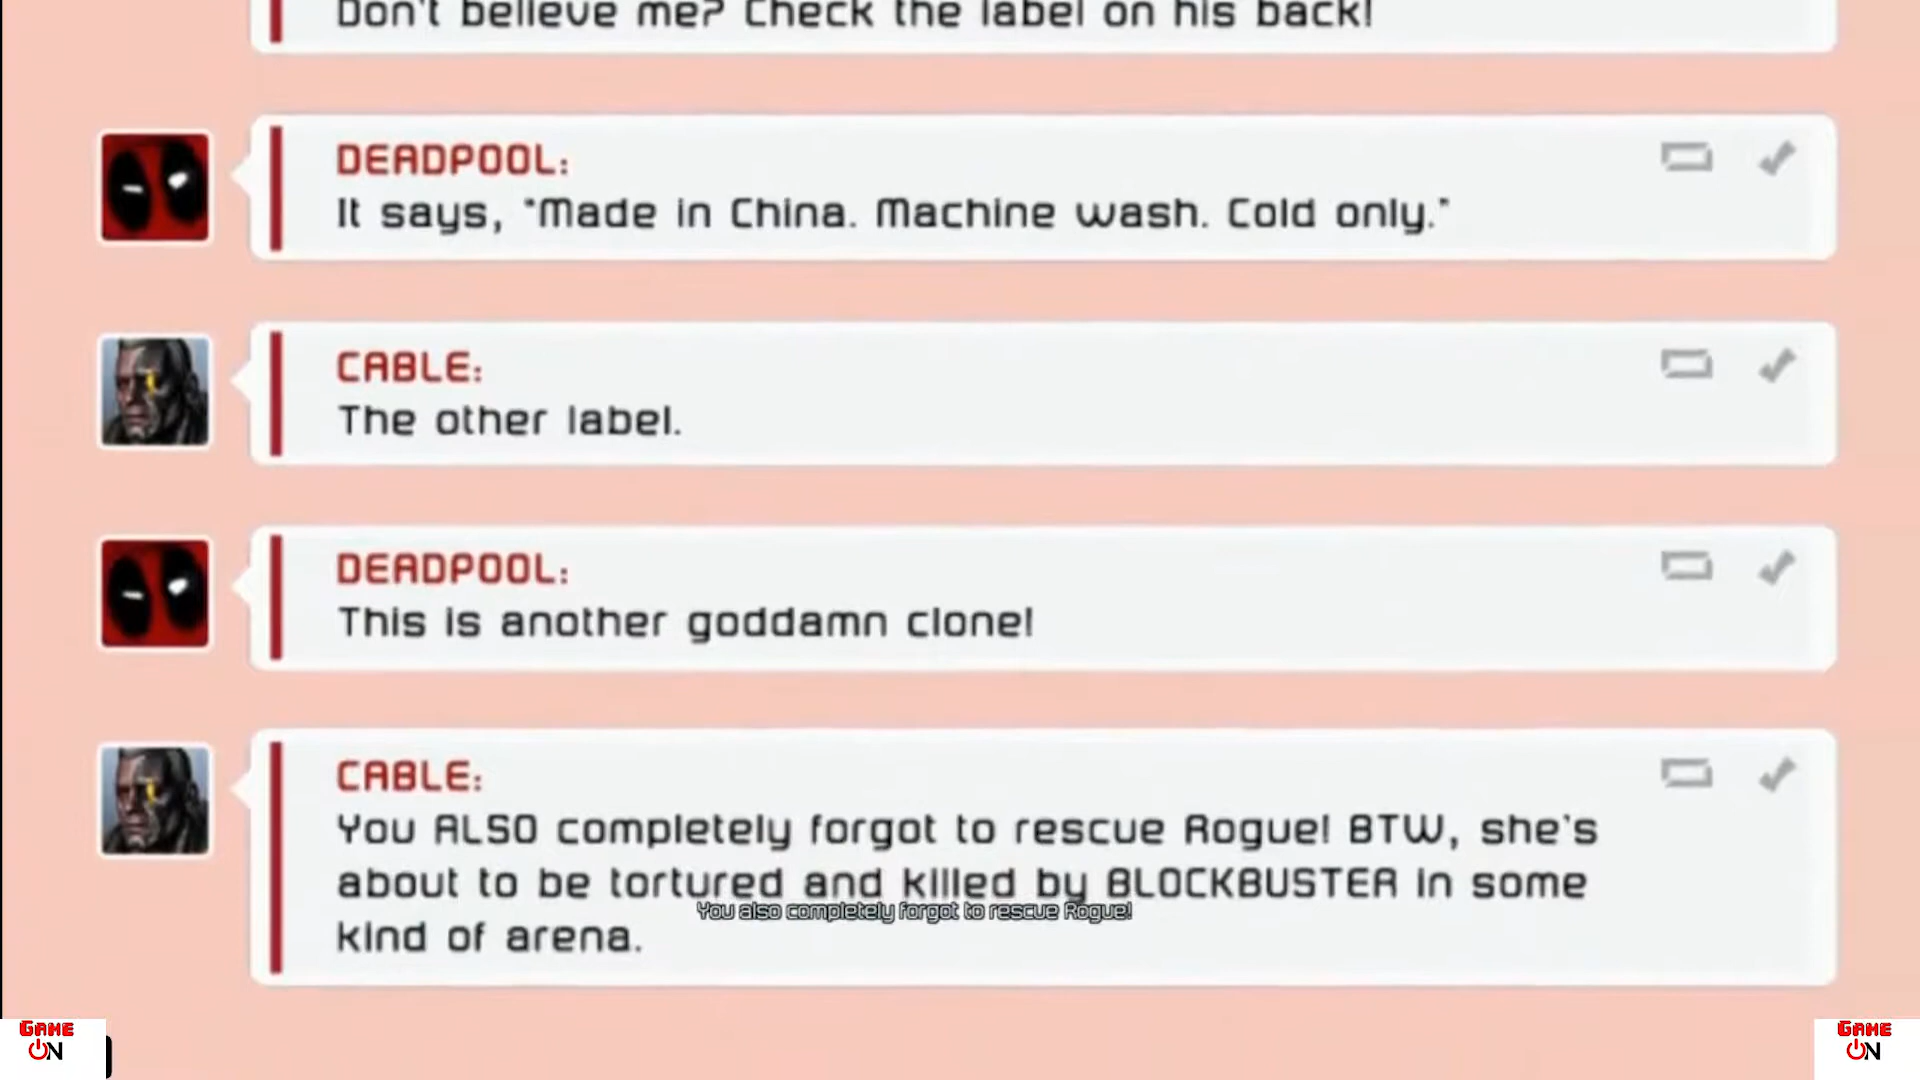 Don't believe me? Check the label on his back!
DEADPOOL:
It says, "Made in China. Machine wash. Cold only."
CABLE:
The other label.
DEADPOOL:
This is another goddamn clone!
CABLE:
You ALSO completely forgot to rescue Rogue! BTW, she's
about to be tortured and killed by BLOCKBUSTER in some
You also completely forgot to rescue Rogue!
kind of arena.
GAME
ON
GAME
ON